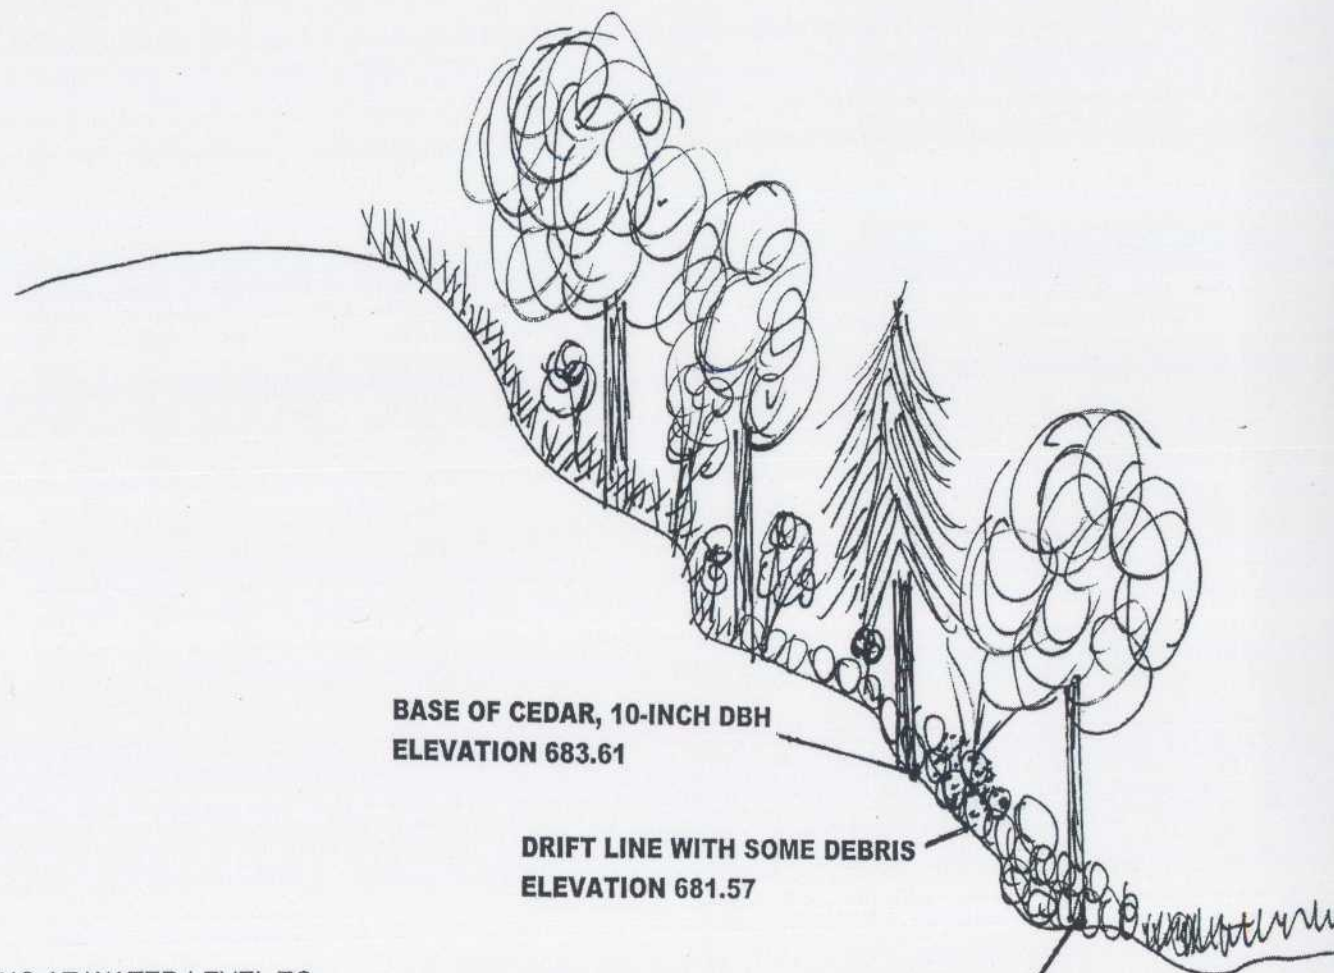 BASE OF CEDAR, 10-INCH DBH
ELEVATION 683.61
DRIFT LINE WITH SOME DEBRIS
ELEVATION 681.57